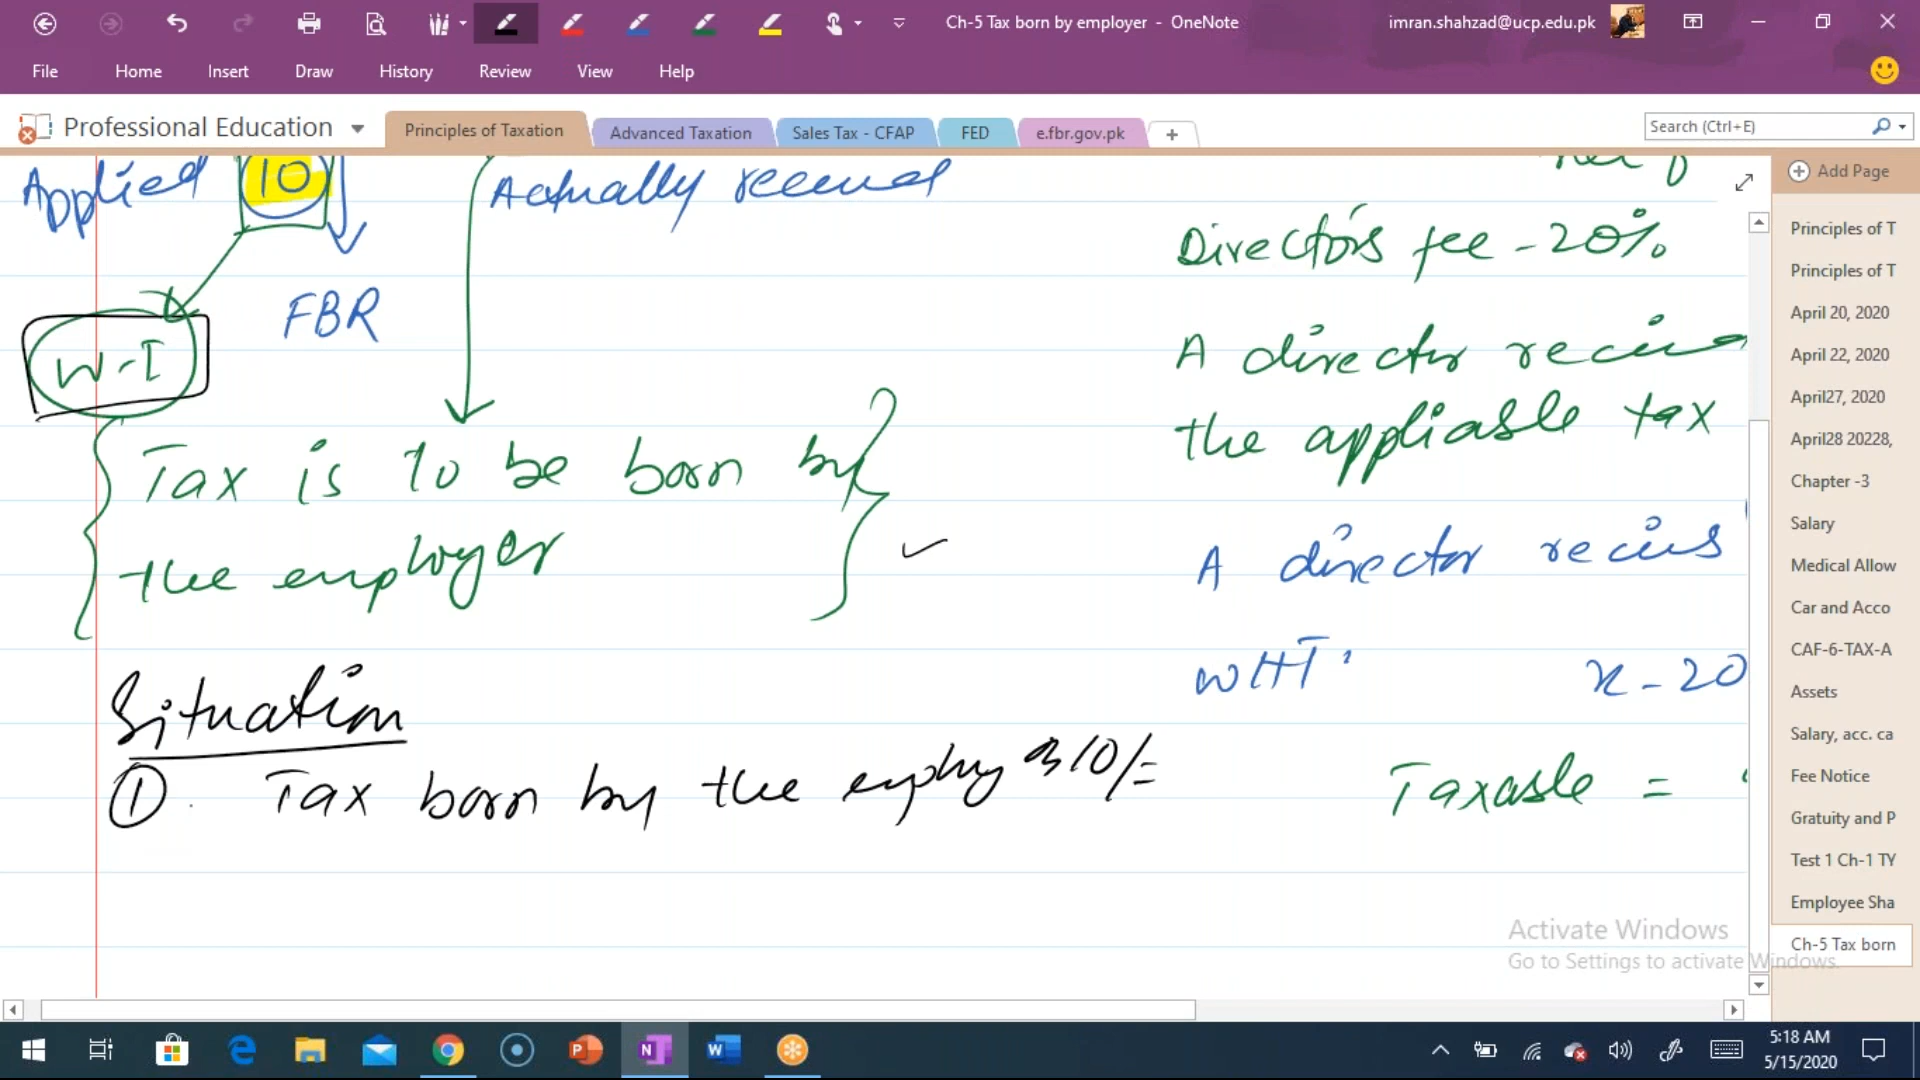 Ch-5 Tax born by employer - OneNote
imran.shahzad@ucp.edu.pk
File Home Insert Draw History Review View Help
Professional Education
Principles of Taxation Advanced Taxation Sales Tax - CFAP FED e.fbr.gov.pk
Search (Ctrl+E)
Applied 10 Actually
FBR
W-I
Tax is to be born by
the employer
Situation
① Tax born by the 10/=
Director's fee - 20%
A director
the tax
A director
WHT x - 20
Taxable =
Add Page
Principles of T
Principles of T
April 20, 2020
April 22, 2020
April27, 2020
April28 20228,
Chapter -3
Salary
Medical Allow
Car and Acco
CAF-6-TAX-A
Assets
Salary, acc. ca
Fee Notice
Gratuity and P
Test 1 Ch-1 TY
Employee Sha
Ch-5 Tax born
Activate Windows
Go to Settings to activate Windows.
5:18 AM
5/15/2020